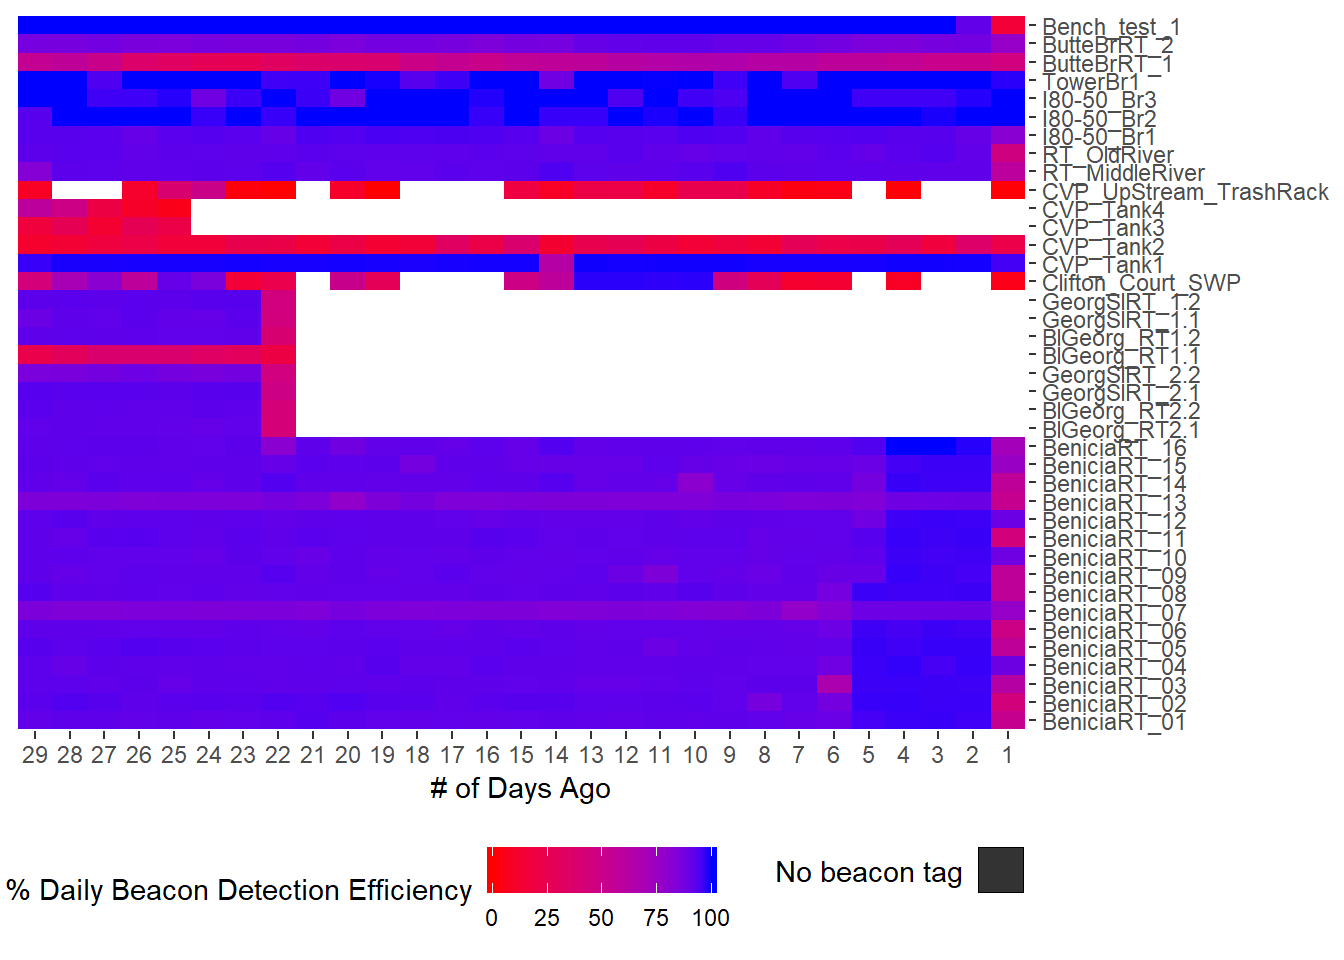 Bench_test_1
ButteBrRT_2
ButteBrRT_1
TowerBr1
I80-50_Br3
I80-50_Br2
I80-50_Br1
RT_OldRiver
RT_MiddleRiver
CVP_UpStream_TrashRack
CVP_Tank4
CVP_Tank3
CVP_Tank2
CVP_Tank1
Clifton_Court_SWP
GeorgSlRT_1.2
GeorgSlRT_1.1
BlGeorg_RT1.2
BlGeorg_RT1.1
GeorgSlRT_2.2
GeorgSlRT_2.1
BlGeorg_RT2.2
BlGeorg_RT2.1
BeniciaRT_16
BeniciaRT_15
BeniciaRT_14
BeniciaRT_13
BeniciaRT_12
BeniciaRT_11
BeniciaRT_10
BeniciaRT_09
BeniciaRT_08
BeniciaRT_07
BeniciaRT_06
BeniciaRT_05
BeniciaRT_04
BeniciaRT_03
BeniciaRT_02
BeniciaRT_01
29 28 27 26 25 24 23 22 21 20 19 18 17 16 15 14 13 12 11 10 9 8 7 6 5 4 3 2 1
# of Days Ago
% Daily Beacon Detection Efficiency
0 25 50 75 100
No beacon tag